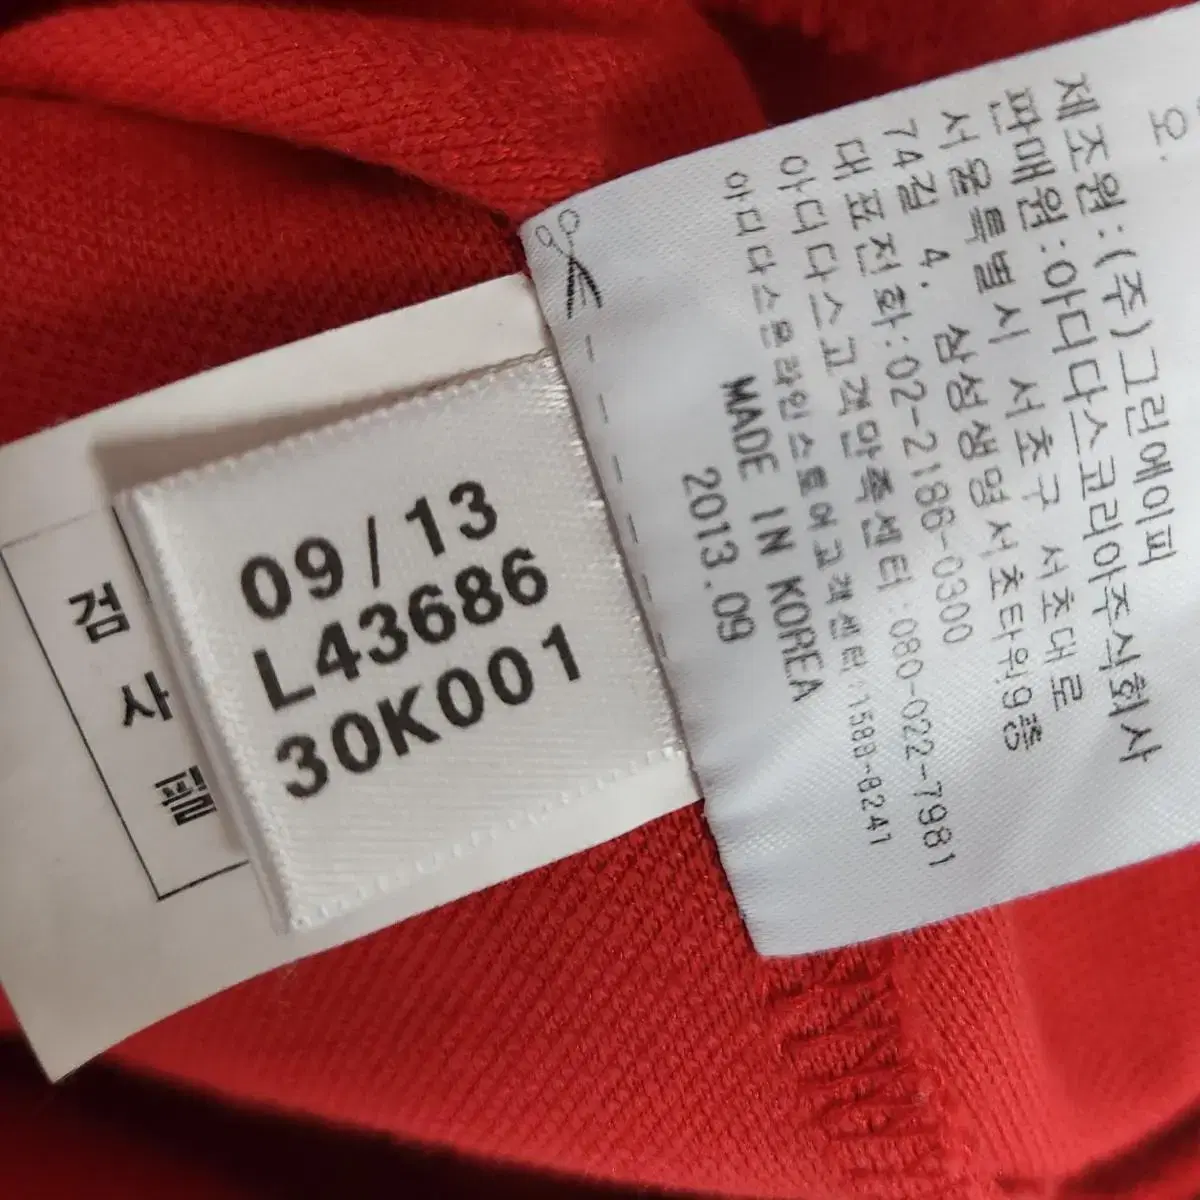 검
사
필
09/13
L43686
30K001
요.
제조원:(주)그린에이피
판매원:아디다스코리아주식회사
서울특별시 서초구 서초대로
74길 4, 삼성생명서초타워9층
대표전화:02-2186-0300
아디다스고객만족센터:080-022-7981
아디다스온라인스토어고객센터:1588-8241
MADE IN KOREA
2013.09